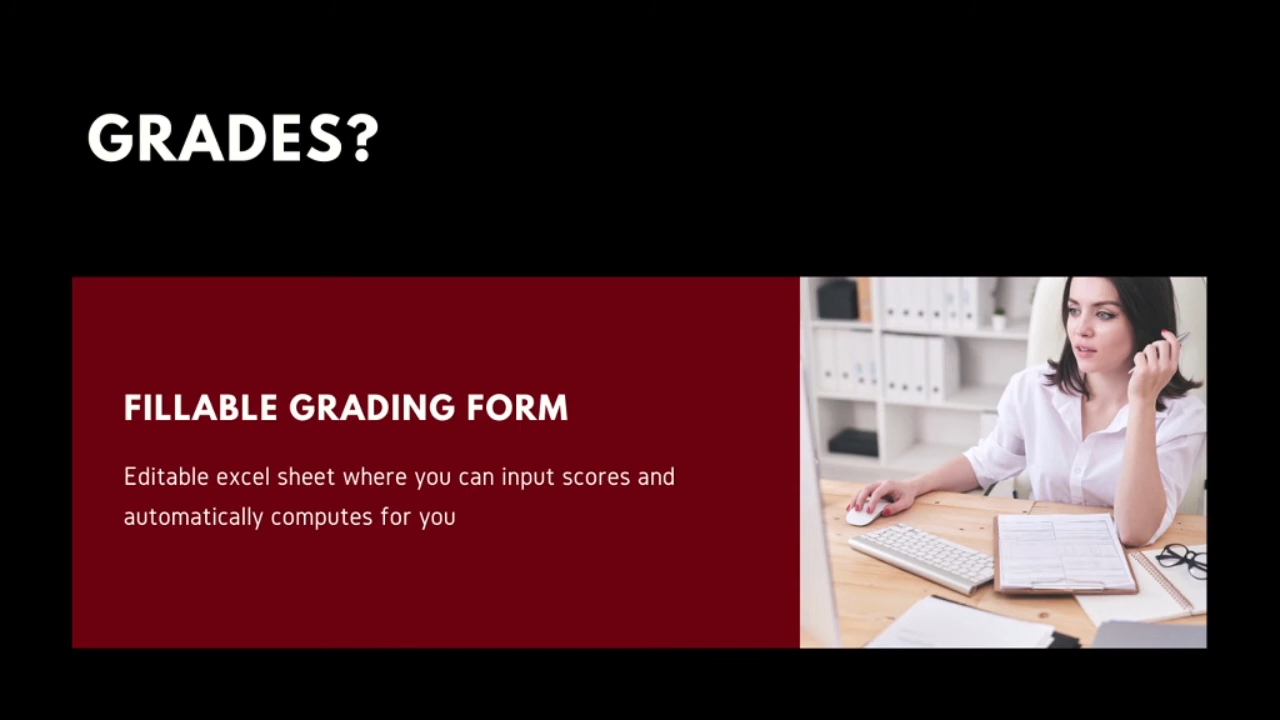 GRADES?
FILLABLE GRADING FORM
Editable excel sheet where you can input scores and
automatically computes for you